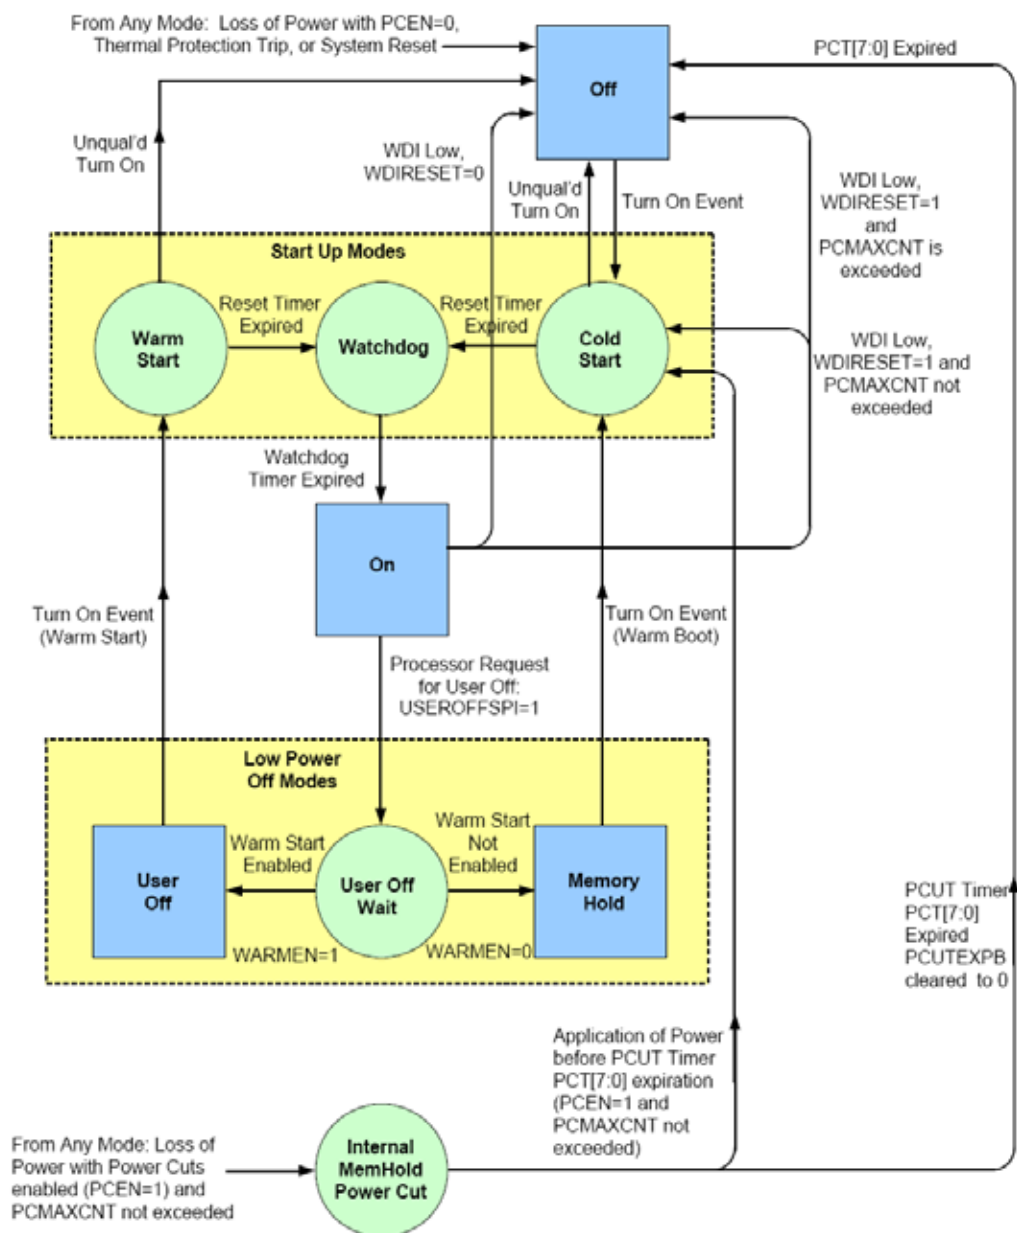 From Any Mode: Loss of Power with PCEN=0,
Thermal Protection Trip, or System Reset
PCT[7:0] Expired
Off
Unqual'd
Turn On
WDI Low,
WDIRESET=0
Unqual'd
Turn On
Turn On Event
WDI Low,
WDIRESET=1
and
PCMAXCNT is
exceeded
Start Up Modes
Warm
Start
Reset Timer
Expired
Watchdog
Reset Timer
Expired
Cold
Start
WDI Low,
WDIRESET=1 and
PCMAXCNT not
exceeded
Watchdog
Timer Expired
On
Turn On Event
(Warm Start)
Turn On Event
(Warm Boot)
Processor Request
for User Off:
USEROFFSPI=1
Low Power
Off Modes
User
Off
Warm Start
Enabled
WARMEN=1
User Off
Wait
Warm Start
Not
Enabled
WARMEN=0
Memory
Hold
PCUT Timer
PCT[7:0]
Expired
PCUTEXPB
cleared to 0
Application of Power
before PCUT Timer
PCT[7:0] expiration
(PCEN=1 and
PCMAXCNT not
exceeded)
From Any Mode: Loss of
Power with Power Cuts
enabled (PCEN=1) and
PCMAXCNT not exceeded
Internal
MemHold
Power Cut